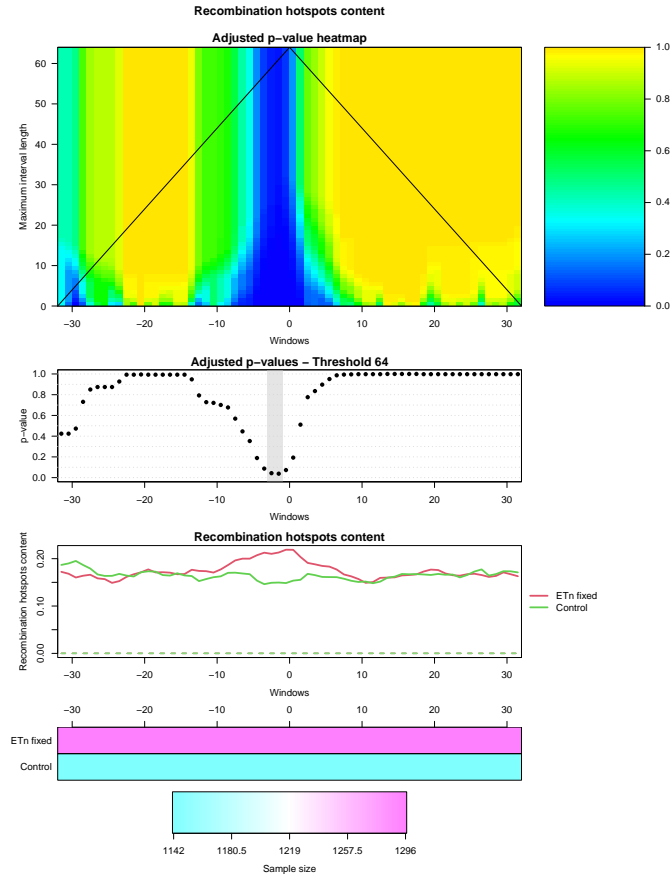 Recombination hotspots content
Adjusted p-value heatmap
Maximum interval length
60
50
40
30
20
10
0
−30 −20 −10 0 10 20 30
Windows
1.0
0.8
0.6
0.4
0.2
0.0
Adjusted p-values − Threshold 64
p-value
1.0
0.8
0.6
0.4
0.2
0.0
−30 −20 −10 0 10 20 30
Windows
Recombination hotspots content
Recombination hotspots content
0.20
0.10
0.00
−30 −20 −10 0 10 20 30
Windows
ETn fixed
Control
−30 −20 −10 0 10 20 30
ETn fixed
Control
1142 1180.5 1219 1257.5 1296
Sample size